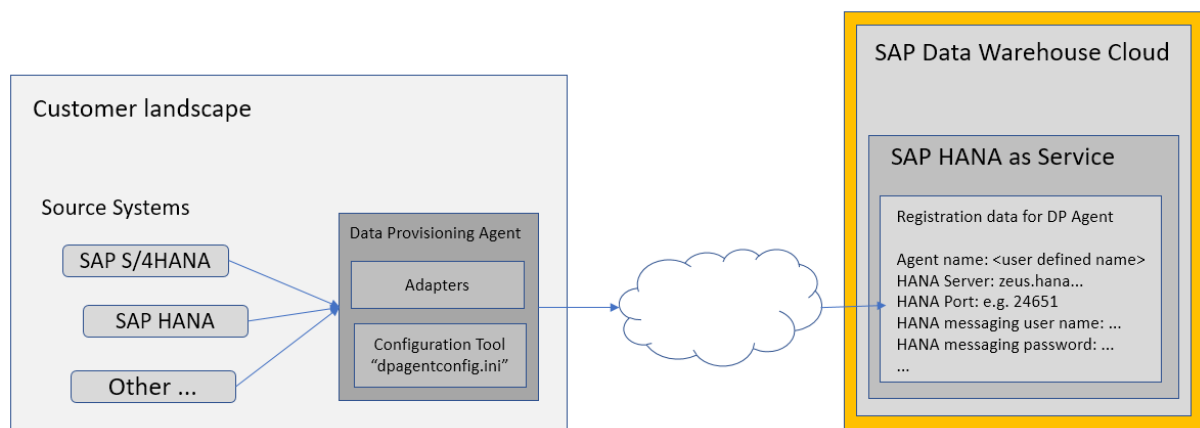 Customer landscape
Source Systems
SAP S/4HANA
SAP HANA
Other ...
Data Provisioning Agent
Adapters
Configuration Tool
“dpagentconfig.ini”
SAP Data Warehouse Cloud
SAP HANA as Service
Registration data for DP Agent
Agent name: <user defined name>
HANA Server: zeus.hana...
HANA Port: e.g. 24651
HANA messaging user name: ...
HANA messaging password: ...
...